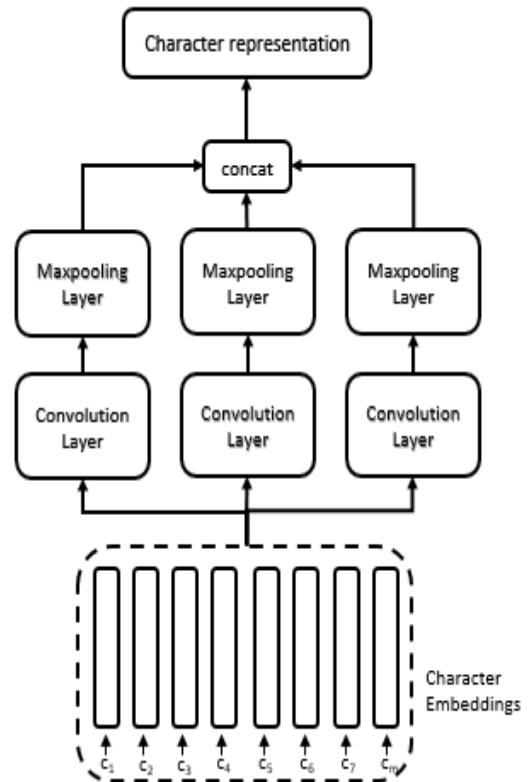 Character representation
concat
Maxpooling Layer
Maxpooling Layer
Maxpooling Layer
Convolution Layer
Convolution Layer
Convolution Layer
Character Embeddings
c₁ c₂ c₃ c₄ c₅ c₆ c₇ cₘ